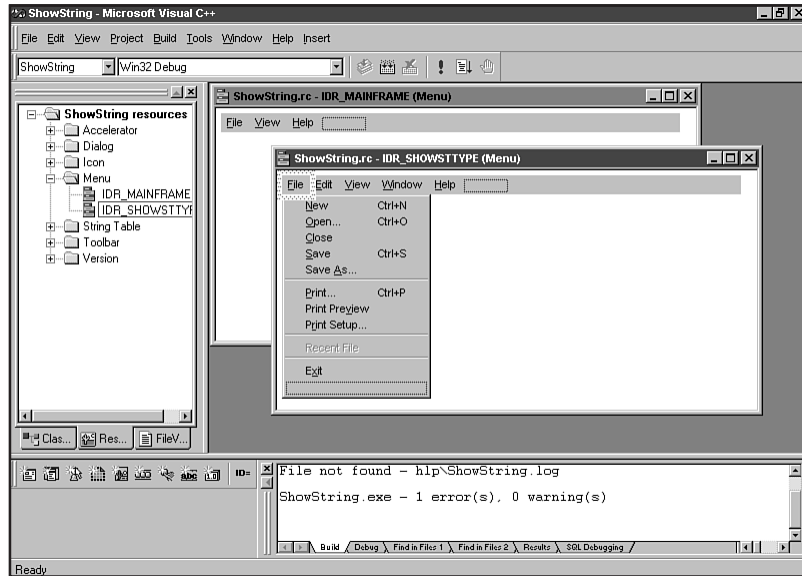 ShowString - Microsoft Visual C++
File Edit View Project Build Tools Window Help Insert
ShowString Win32 Debug
ShowString resources
Accelerator
Dialog
Icon
Menu
IDR_MAINFRAME
IDR_SHOWSTTYP
String Table
Toolbar
Version
Clas... Res... FileV...
ShowString.rc - IDR_MAINFRAME (Menu)
File View Help
ShowString.rc - IDR_SHOWSTTYPE (Menu)
File Edit View Window Help
New Ctrl+N
Open... Ctrl+O
Close
Save Ctrl+S
Save As...
Print... Ctrl+P
Print Preview
Print Setup...
Recent File
Exit
abc ID=
File not found - hlp\ShowString.log
ShowString.exe - 1 error(s), 0 warning(s)
Build Debug Find in Files 1 Find in Files 2 Results SQL Debugging
Ready